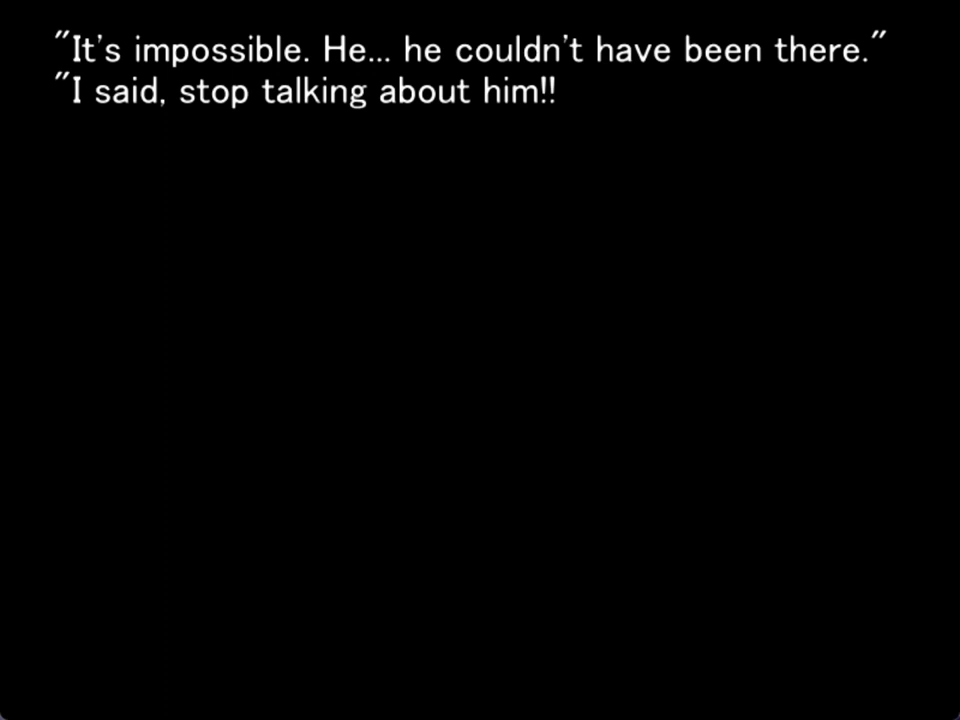 "It's impossible. He... he couldn't have been there."
"I said, stop talking about him!!